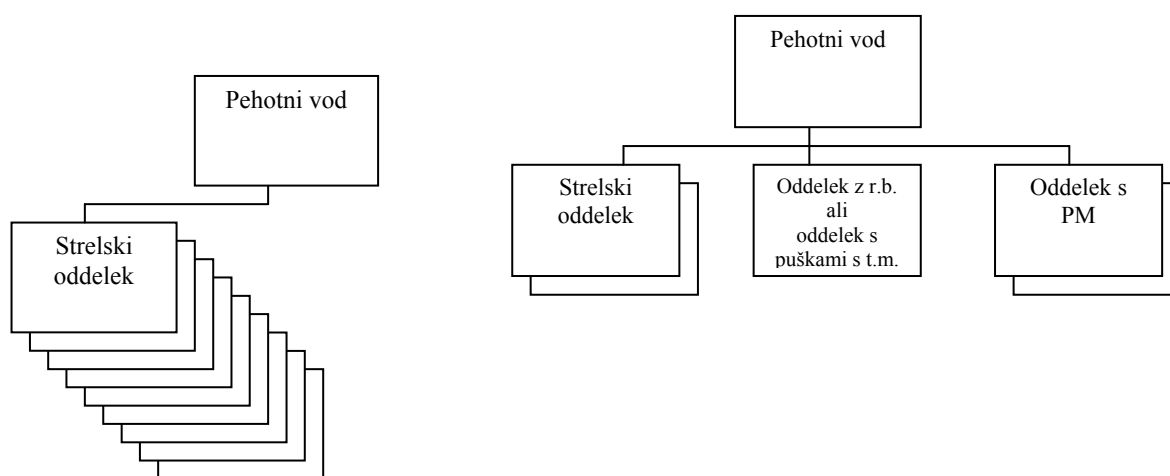 Pehotni vod
Strelski
oddelek
Pehotni vod
Strelski
oddelek
Oddelek z r.b.
ali
oddelek s
puškami s t.m.
Oddelek s
PM